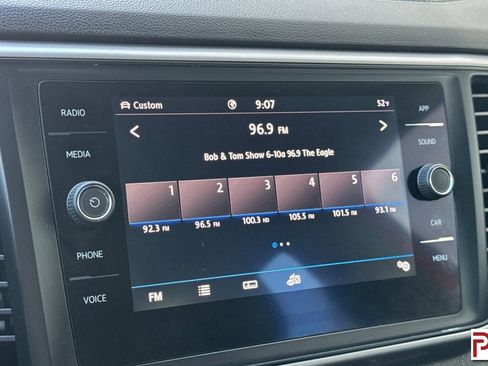 RADIO
MEDIA
PHONE
VOICE
Custom 9:07 52°F
96.9 FM
Bob & Tom Show 6-10a 96.9 The Eagle
1 2 3 4 5 6
92.3 FM 96.5 FM 100.3 HD 105.5 FM 101.5 FM 93.1 FM
FM
APP
SOUND
CAR
MENU
P